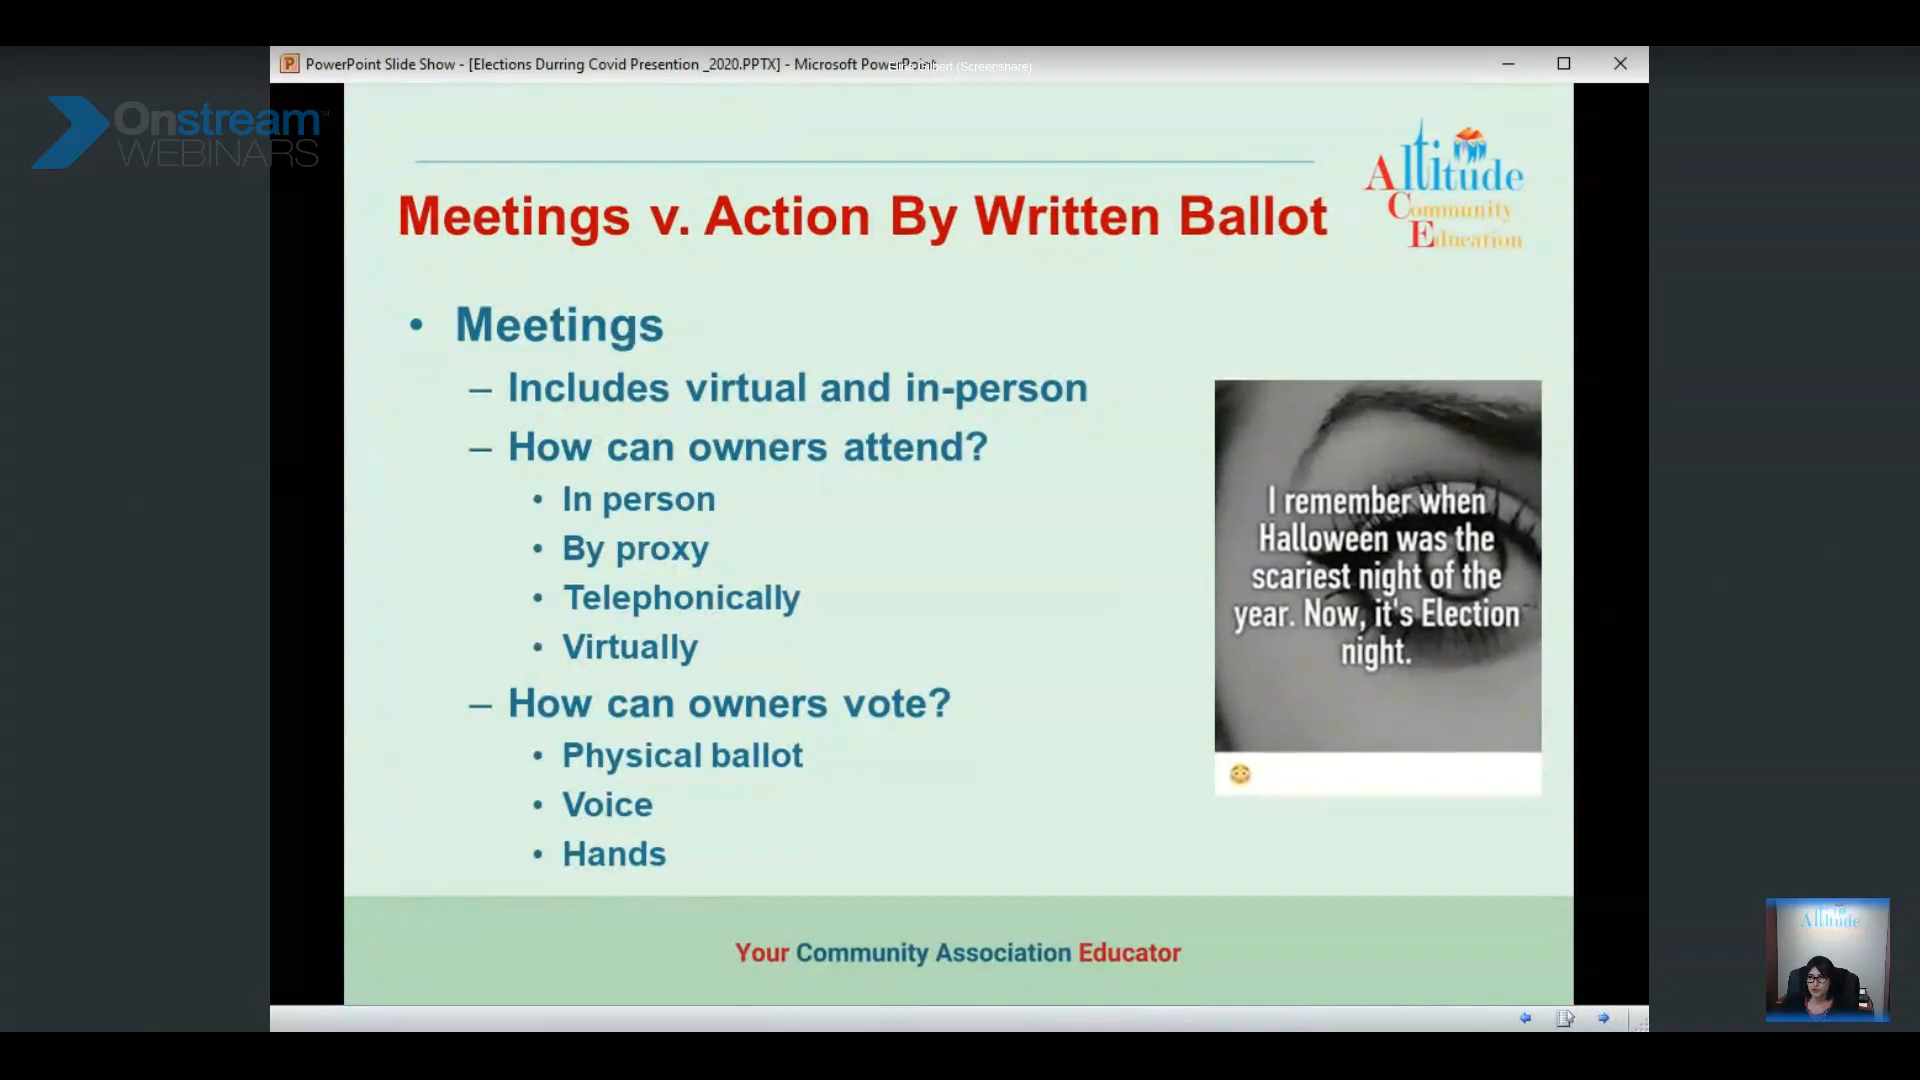 PowerPoint Slide Show - [Elections Durring Covid Presention _2020.PPTX] - Microsoft PowerPoint
(Screenshare)
Onstream
WEBINARS
Altitude
Community
Education
Meetings v. Action By Written Ballot
• Meetings
– Includes virtual and in-person
– How can owners attend?
• In person
• By proxy
• Telephonically
• Virtually
– How can owners vote?
• Physical ballot
• Voice
• Hands
I remember when
Halloween was the
scariest night of the
year. Now, it's Election
night.
Your Community Association Educator
Altitude